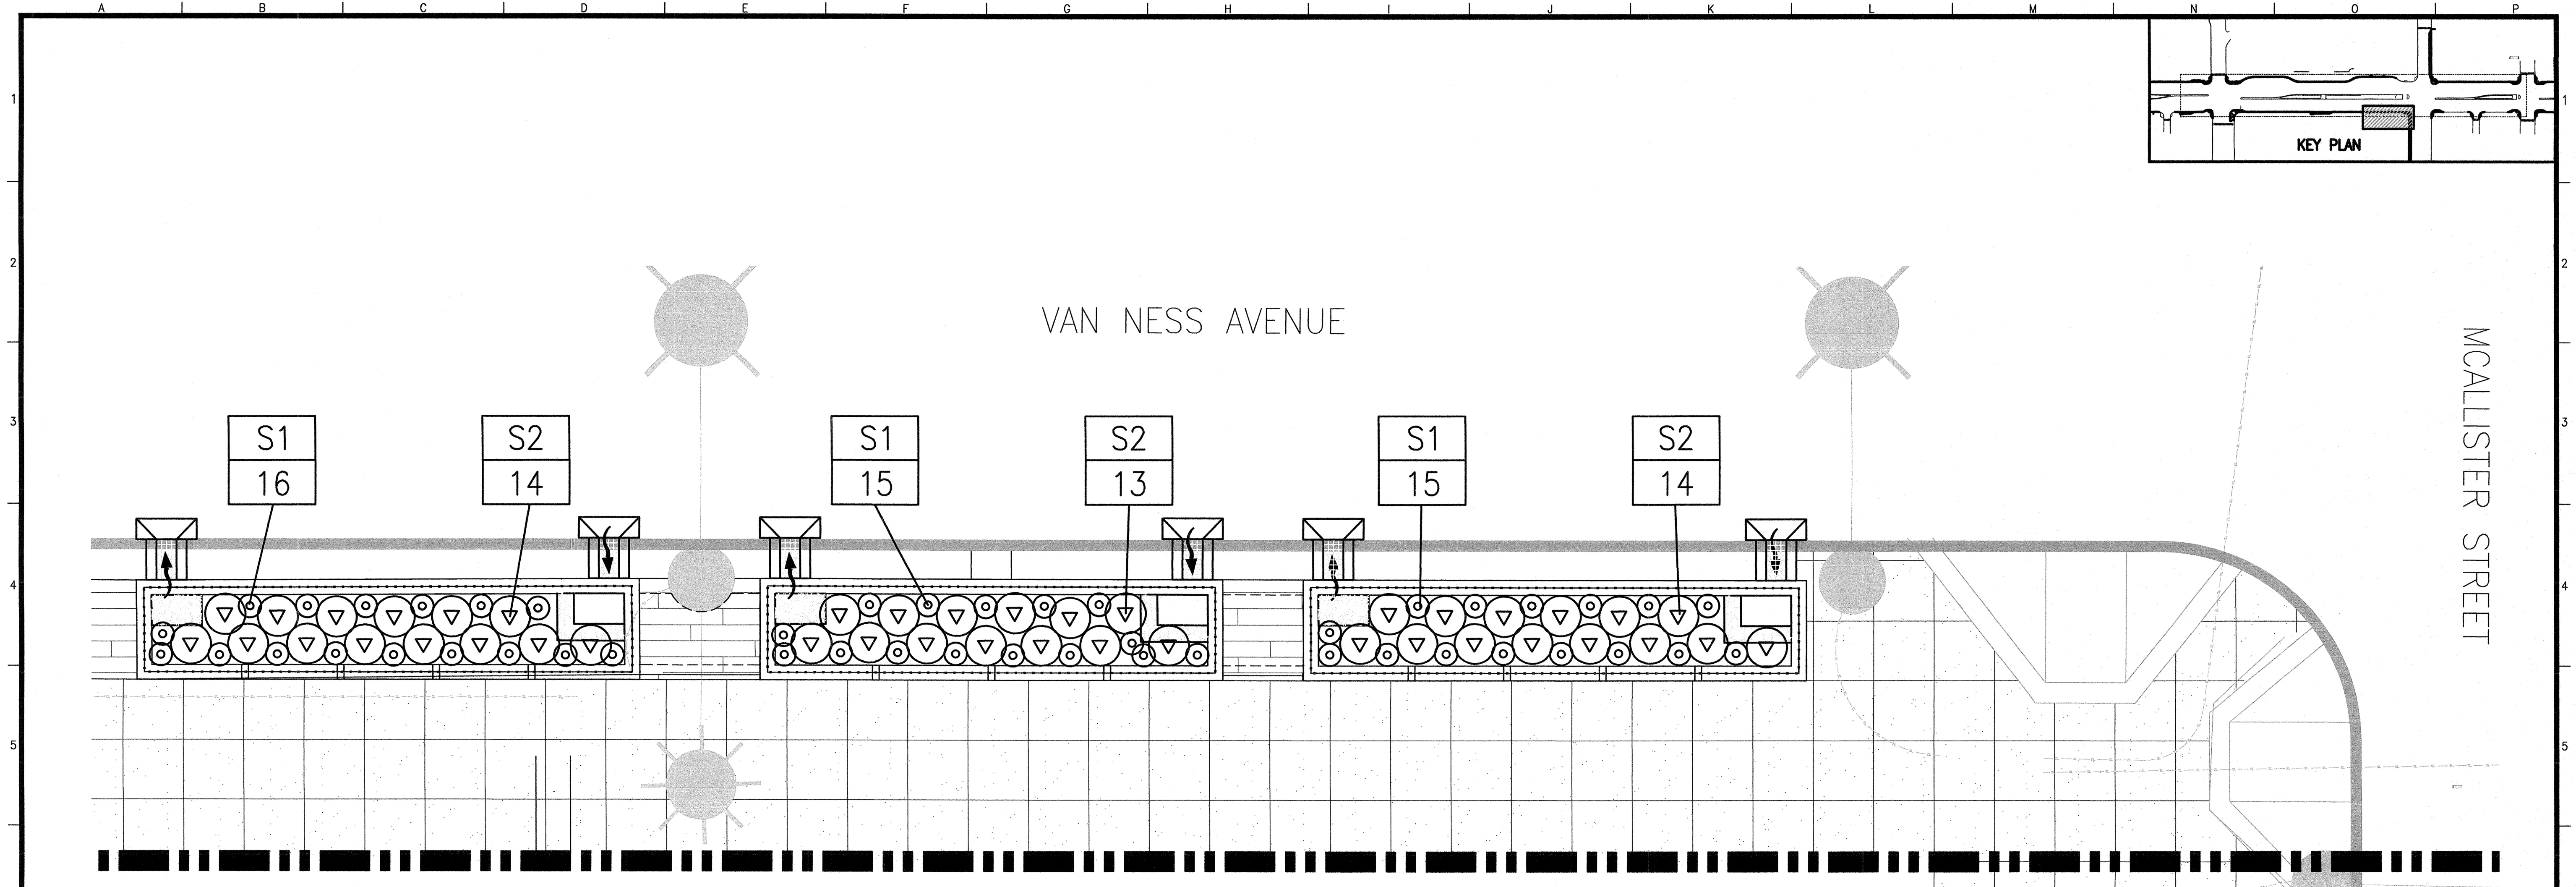 A B C D E F G H I J K L M N O P
KEY PLAN
1 1
2 2
VAN NESS AVENUE
MCALLISTER STREET
3 3
S1 S2 S1 S2 S1 S2
16 14 15 13 15 14
4 4
5 5